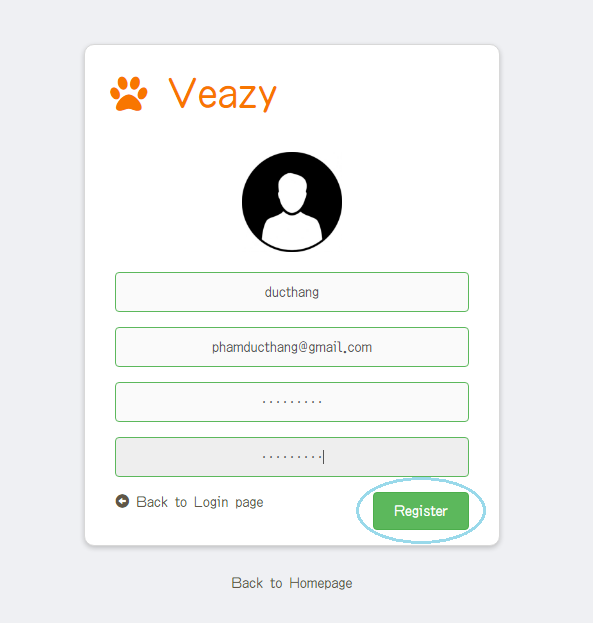 Veazy
ducthang
phamducthang@gmail.com
·········
·········
Back to Login page
Register
Back to Homepage